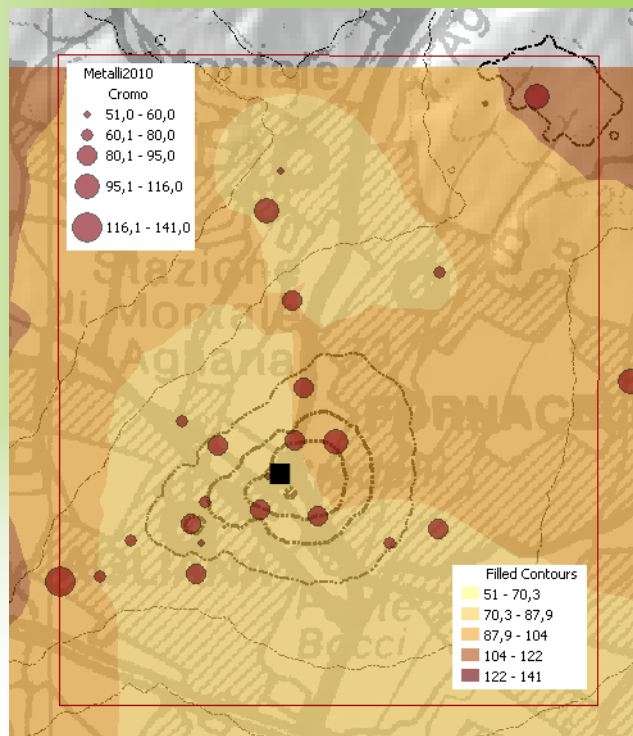 Montale
Metalli2010
Cromo
51,0 - 60,0
60,1 - 80,0
80,1 - 95,0
95,1 - 116,0
116,1 - 141,0
Stazione
di Montale
Agliana
FORNACE
Ponte
Bocci
Filled Contours
51 - 70,3
70,3 - 87,9
87,9 - 104
104 - 122
122 - 141